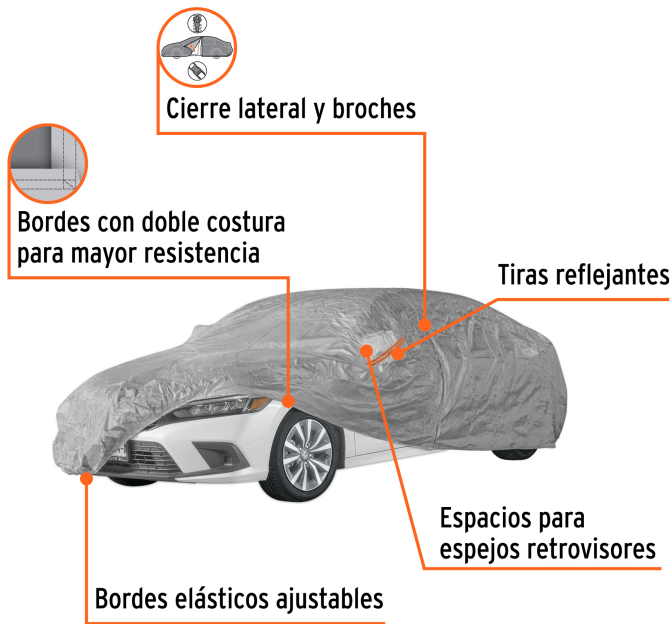 Cierre lateral y broches
Bordes con doble costura
para mayor resistencia
Tiras reflejantes
Espacios para
espejos retrovisores
Bordes elásticos ajustables